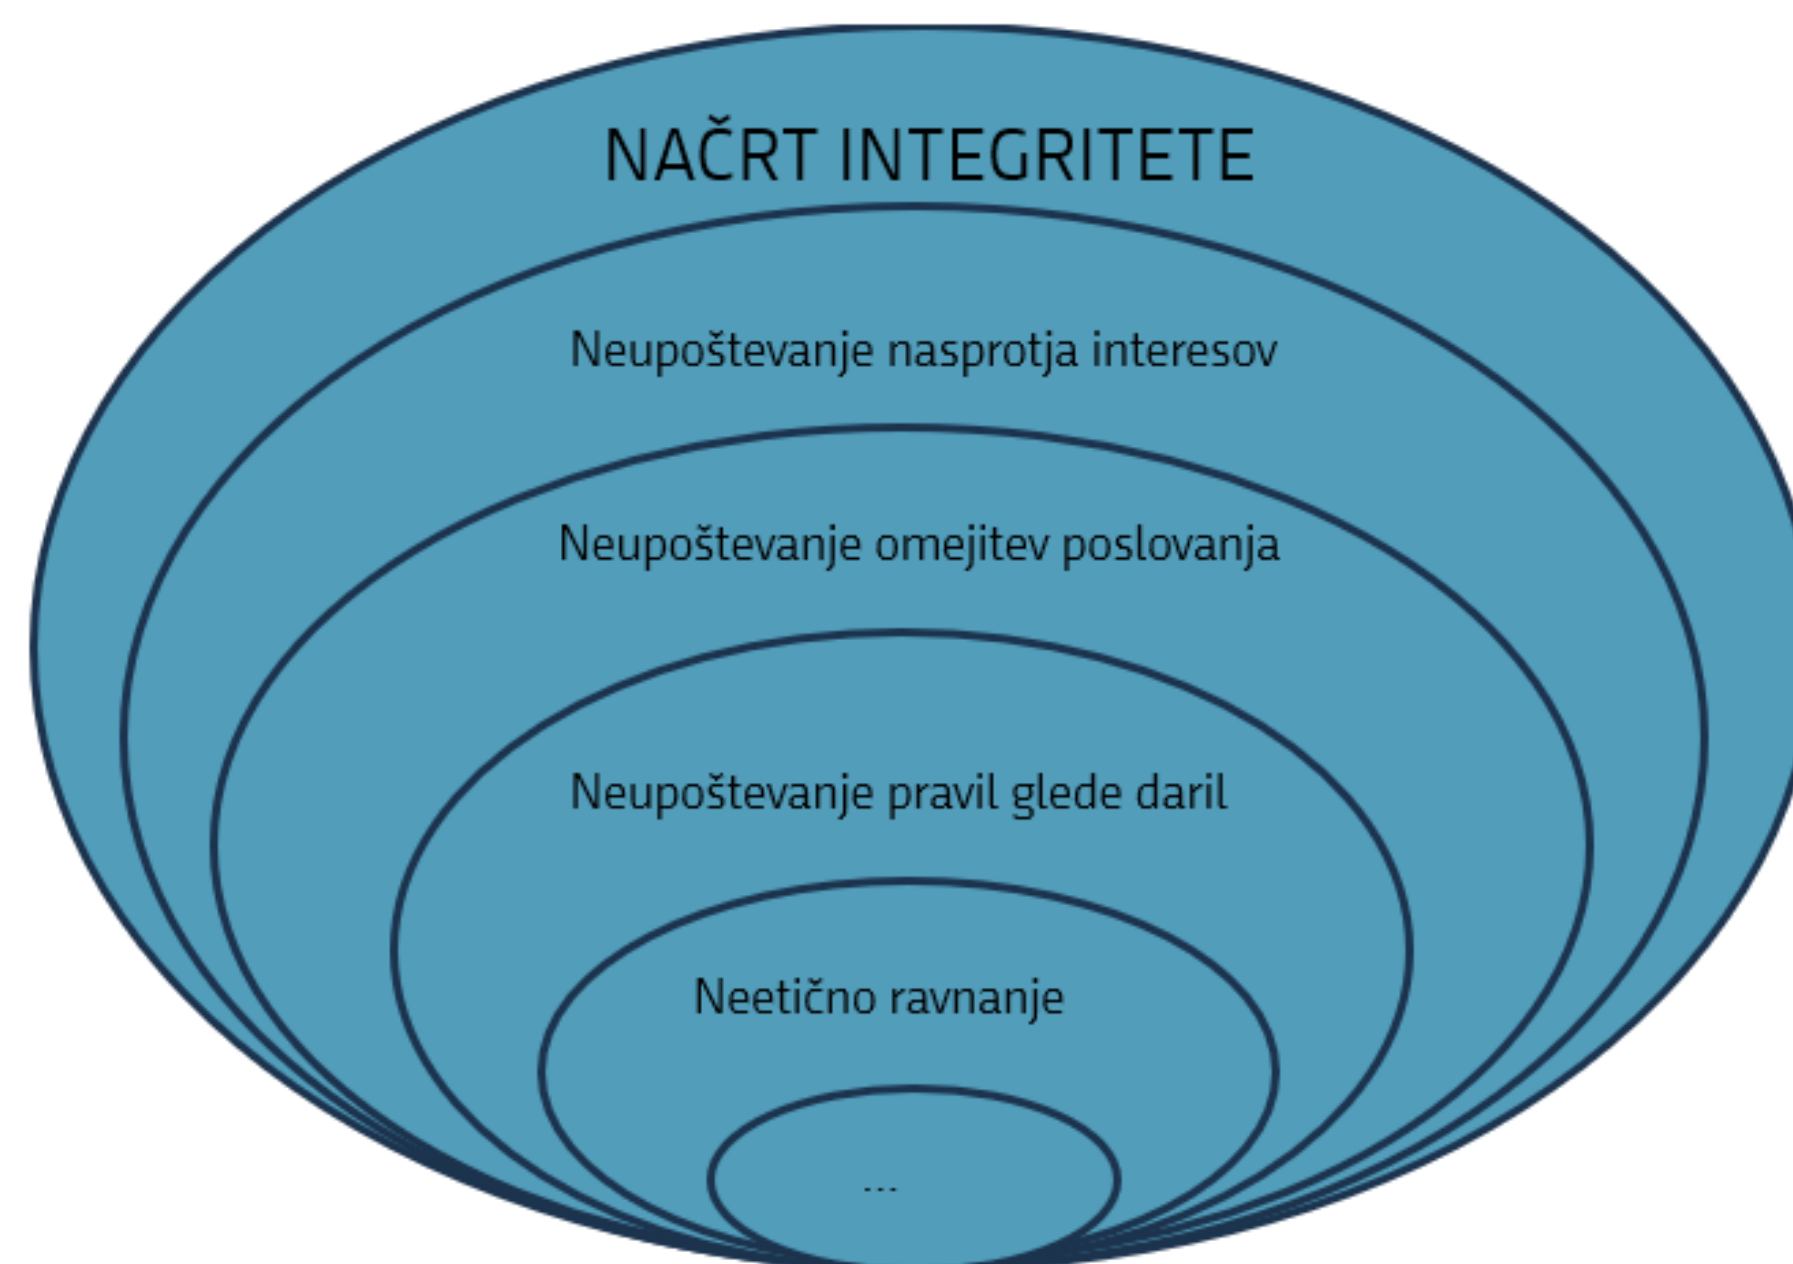 NAČRT INTEGRITETE
Neupoštevanje nasprotja interesov
Neupoštevanje omejitev poslovanja
Neupoštevanje pravil glede daril
Neetično ravnanje
...